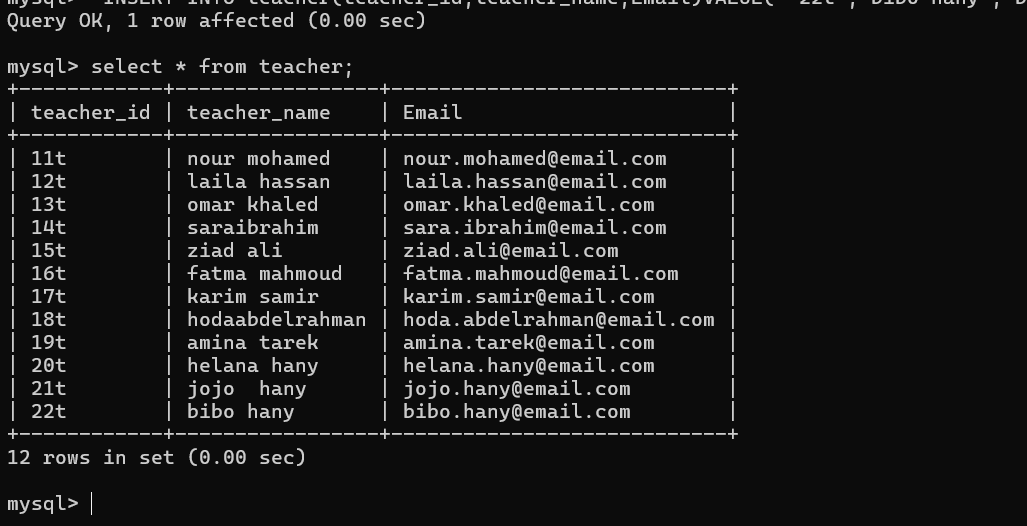 mysql> INSERT INTO teacher(teacher_id,teacher_name,Email)VALUE(
Query OK, 1 row affected (0.00 sec)
mysql> select * from teacher;
+------------+-----------------+----------------------------+
| teacher_id | teacher_name    | Email                      |
+------------+-----------------+----------------------------+
| 11t        | nour mohamed    | nour.mohamed@email.com     |
| 12t        | laila hassan    | laila.hassan@email.com     |
| 13t        | omar khaled     | omar.khaled@email.com      |
| 14t        | saraibrahim     | sara.ibrahim@email.com     |
| 15t        | ziad ali        | ziad.ali@email.com         |
| 16t        | fatma mahmoud   | fatma.mahmoud@email.com    |
| 17t        | karim samir     | karim.samir@email.com      |
| 18t        | hodaabdelrahman | hoda.abdelrahman@email.com |
| 19t        | amina tarek     | amina.tarek@email.com      |
| 20t        | helana hany     | helana.hany@email.com      |
| 21t        | jojo  hany      | jojo.hany@email.com        |
| 22t        | bibo hany       | bibo.hany@email.com        |
+------------+-----------------+----------------------------+
12 rows in set (0.00 sec)
mysql>